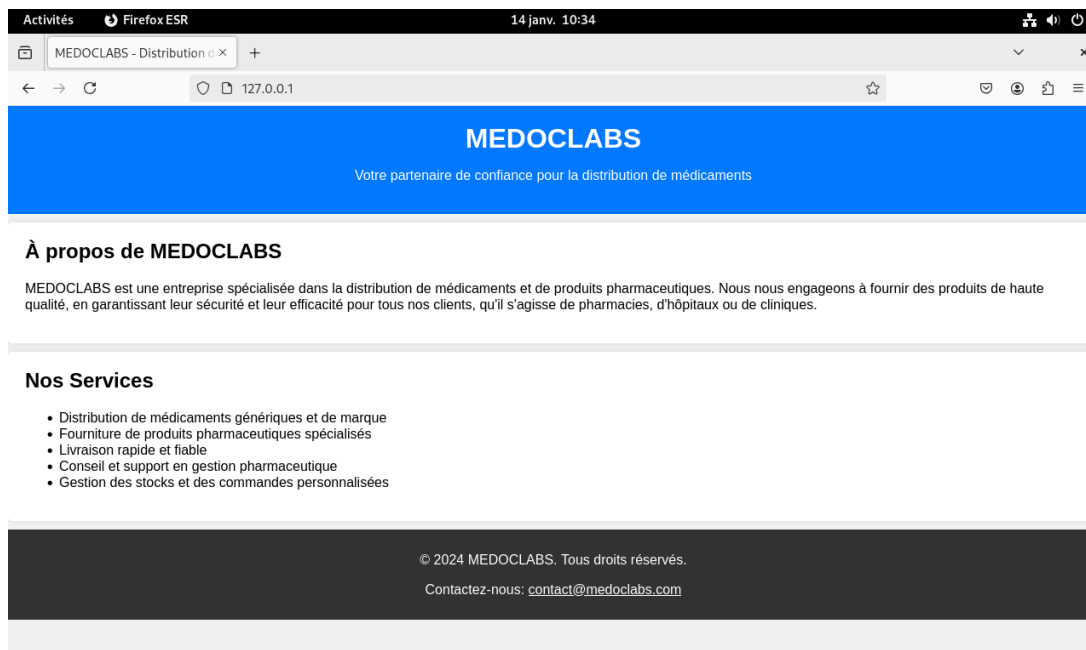 Activités Firefox ESR 14 janv. 10:34
MEDOCLABS - Distribution
127.0.0.1
MEDOCLABS
Votre partenaire de confiance pour la distribution de médicaments
À propos de MEDOCLABS
MEDOCLABS est une entreprise spécialisée dans la distribution de médicaments et de produits pharmaceutiques. Nous nous engageons à fournir des produits de haute
qualité, en garantissant leur sécurité et leur efficacité pour tous nos clients, qu'il s'agisse de pharmacies, d'hôpitaux ou de cliniques.
Nos Services
• Distribution de médicaments génériques et de marque
• Fourniture de produits pharmaceutiques spécialisés
• Livraison rapide et fiable
• Conseil et support en gestion pharmaceutique
• Gestion des stocks et des commandes personnalisées
© 2024 MEDOCLABS. Tous droits réservés.
Contactez-nous: contact@medoclabs.com